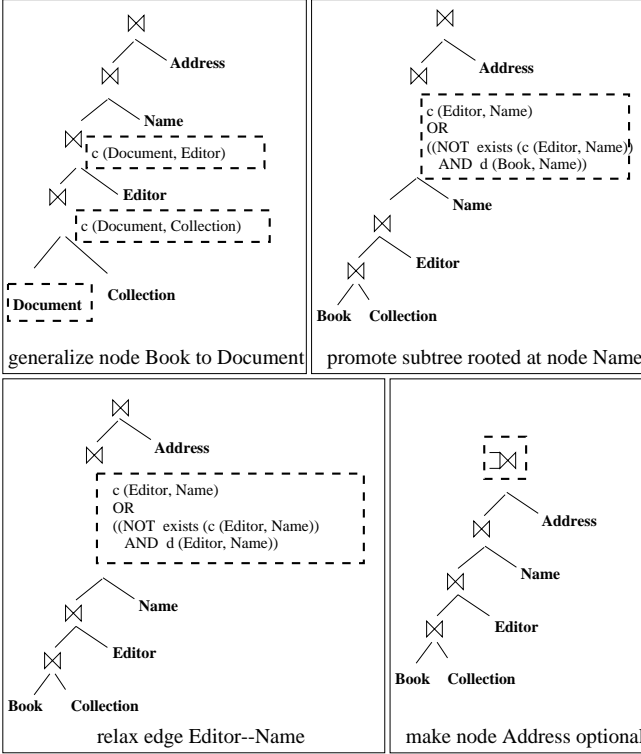 Address
Name
c (Document, Editor)
Editor
c (Document, Collection)
Document
Collection
generalize node Book to Document
Address
c (Editor, Name)
OR
((NOT exists (c (Editor, Name))
AND d (Book, Name))
Name
Editor
Book Collection
promote subtree rooted at node Name
Address
c (Editor, Name)
OR
((NOT exists (c (Editor, Name))
AND d (Editor, Name))
Name
Editor
Book Collection
relax edge Editor--Name
Address
Name
Editor
Book Collection
make node Address optional